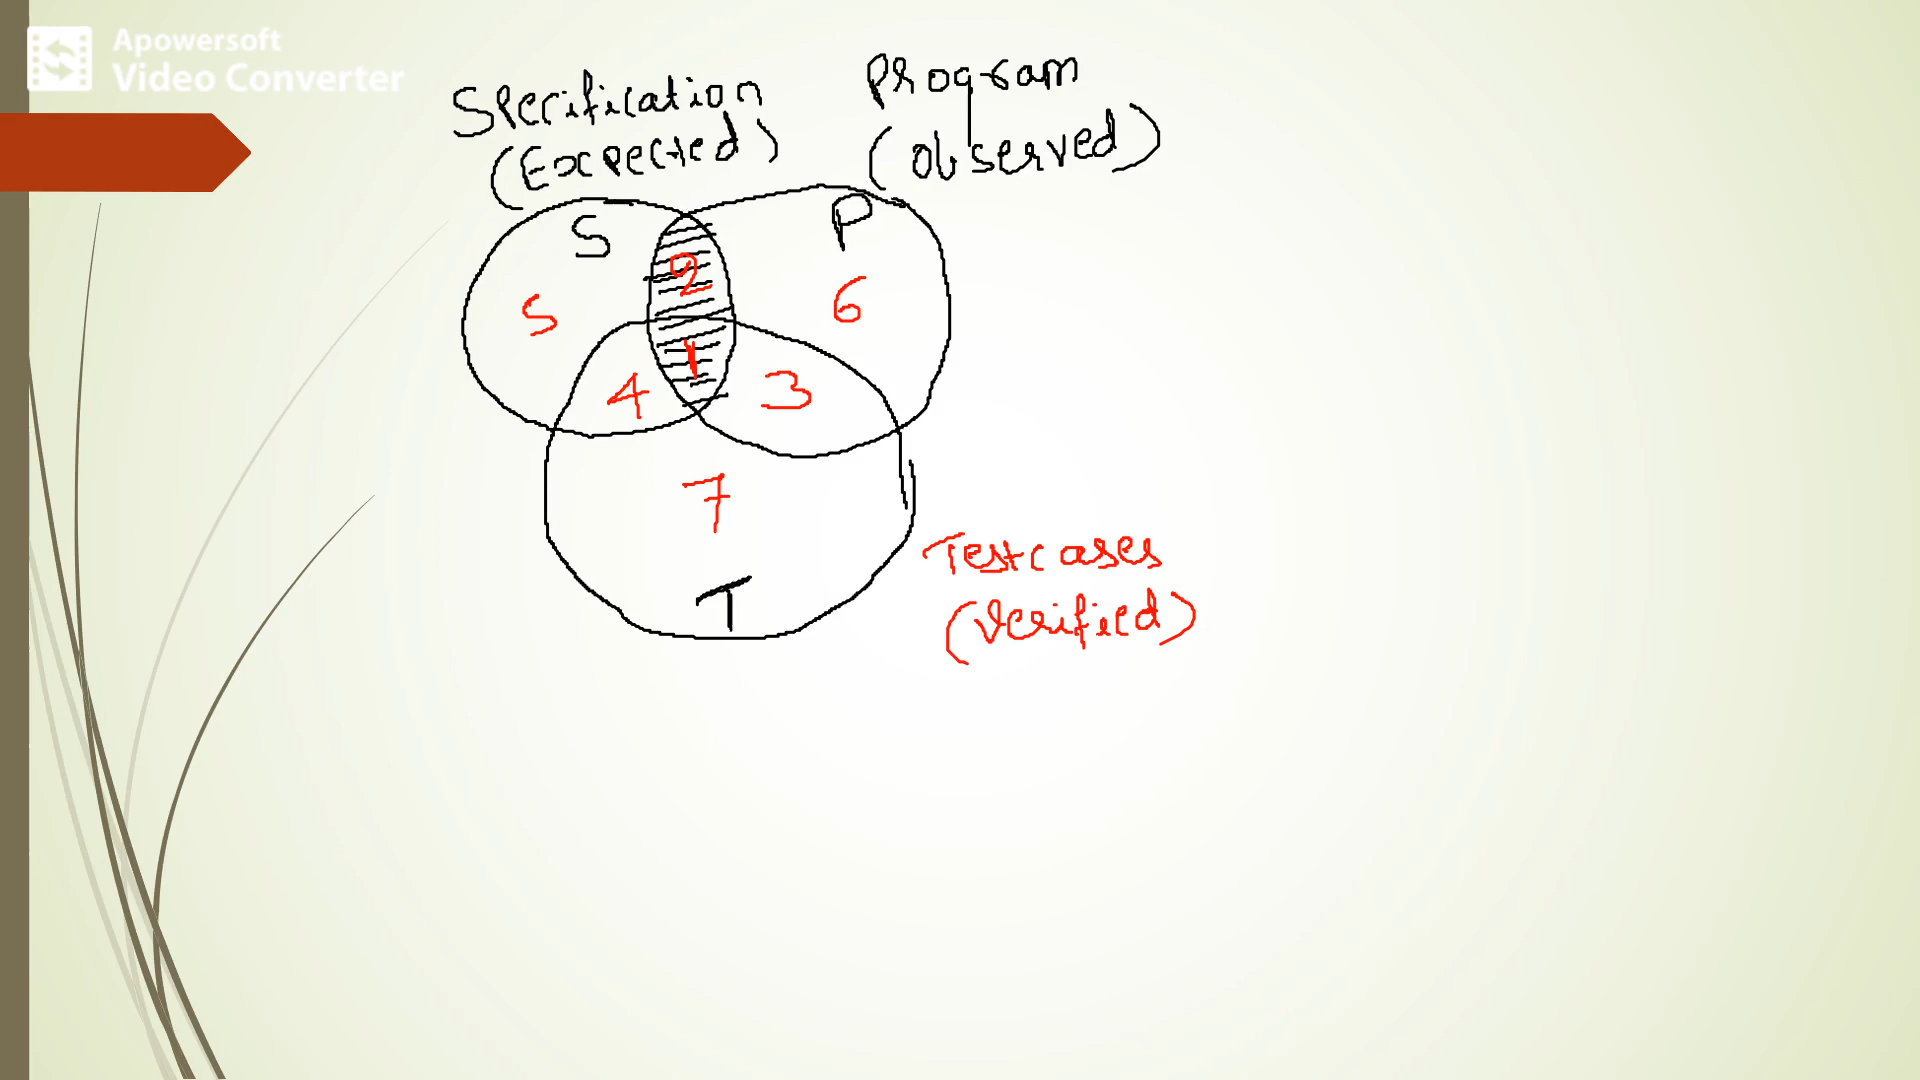 Apowersoft
Video Converter
Specification
(Expected)
Program
(observed)
S
P
2
5
6
1
4
3
7
T
Testcases
(Verified)